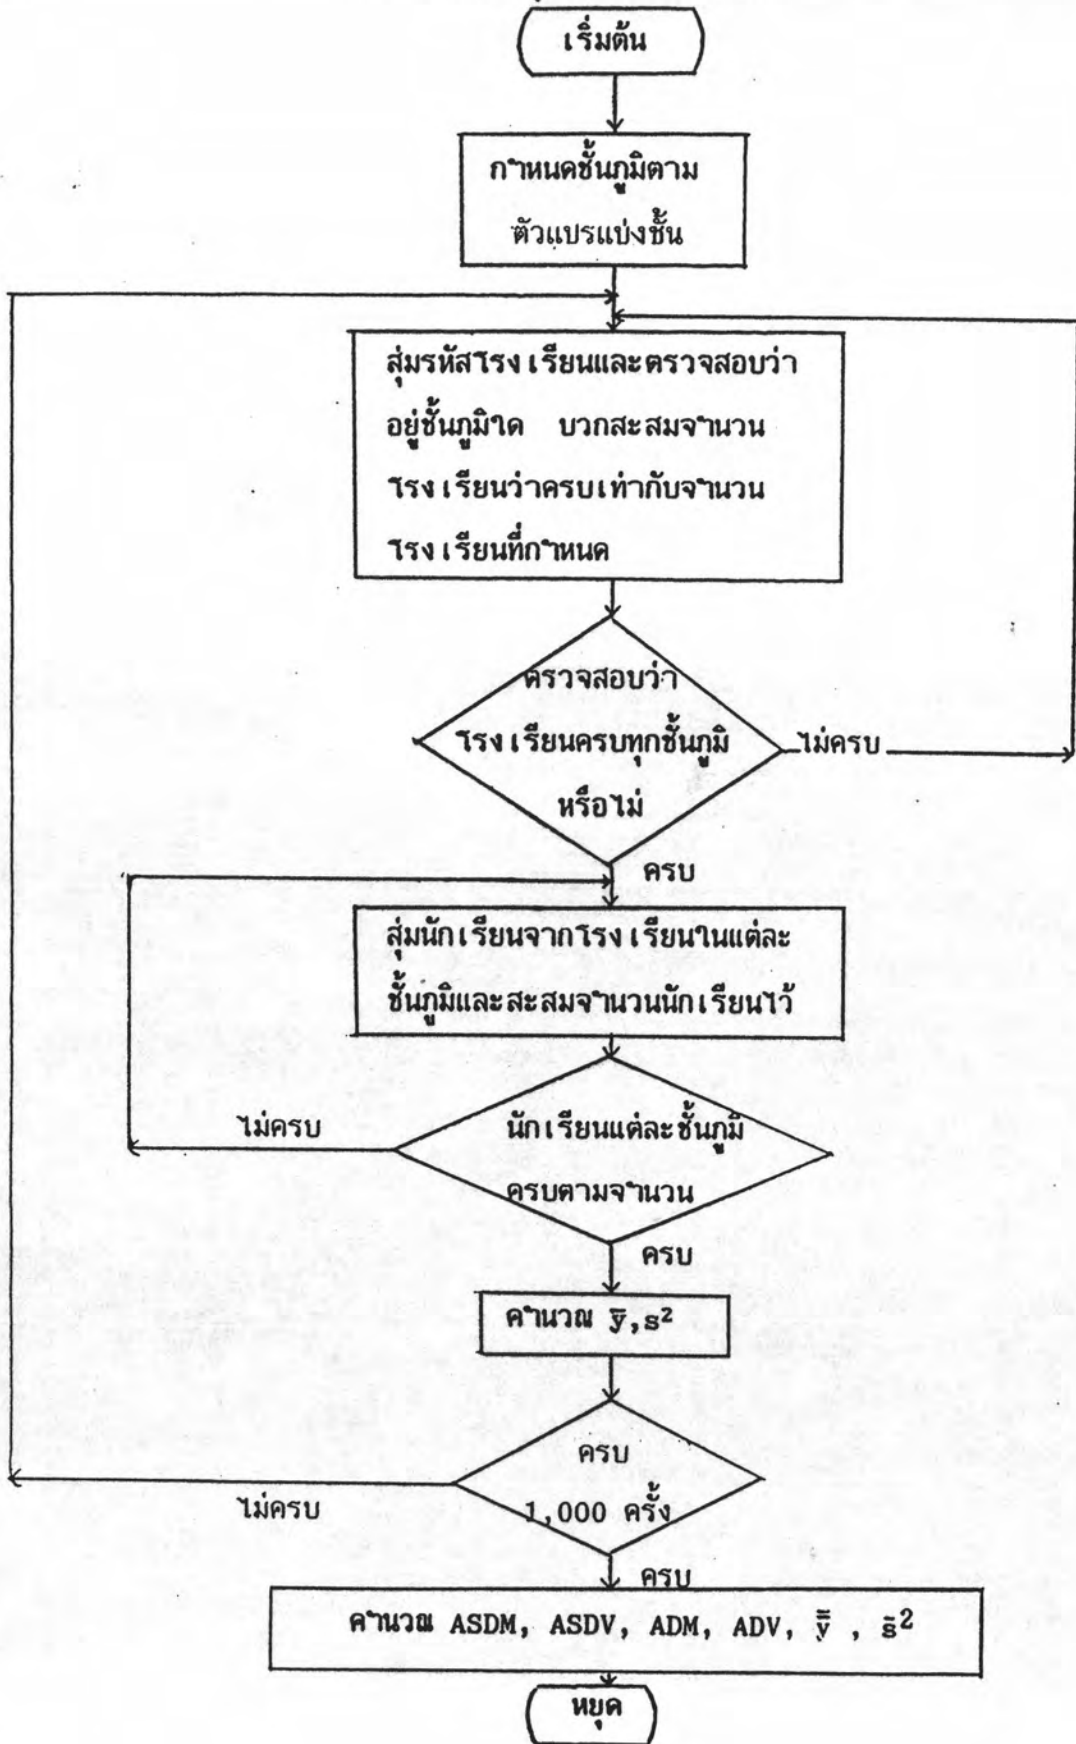 เริ่มต้น
กำหนดชั้นภูมิตาม
ตัวแปรแบ่งชั้น
สุ่มรหัสโรงเรียนและตรวจสอบว่า
อยู่ชั้นภูมิใด บวกสะสมจำนวน
โรงเรียนว่าครบเท่ากับจำนวน
โรงเรียนที่กำหนด
ตรวจสอบว่า
โรงเรียนครบทุกชั้นภูมิ
หรือไม่
ไม่ครบ
ครบ
สุ่มนักเรียนจากโรงเรียนในแต่ละ
ชั้นภูมิและสะสมจำนวนนักเรียนไว้
นักเรียนแต่ละชั้นภูมิ
ครบตามจำนวน
ไม่ครบ
ครบ
คำนวณ ȳ,s²
ครบ
1,000 ครั้ง
ไม่ครบ
ครบ
คำนวณ ASDM, ASDV, ADM, ADV, ȳ̄ , s̄²
หยุด